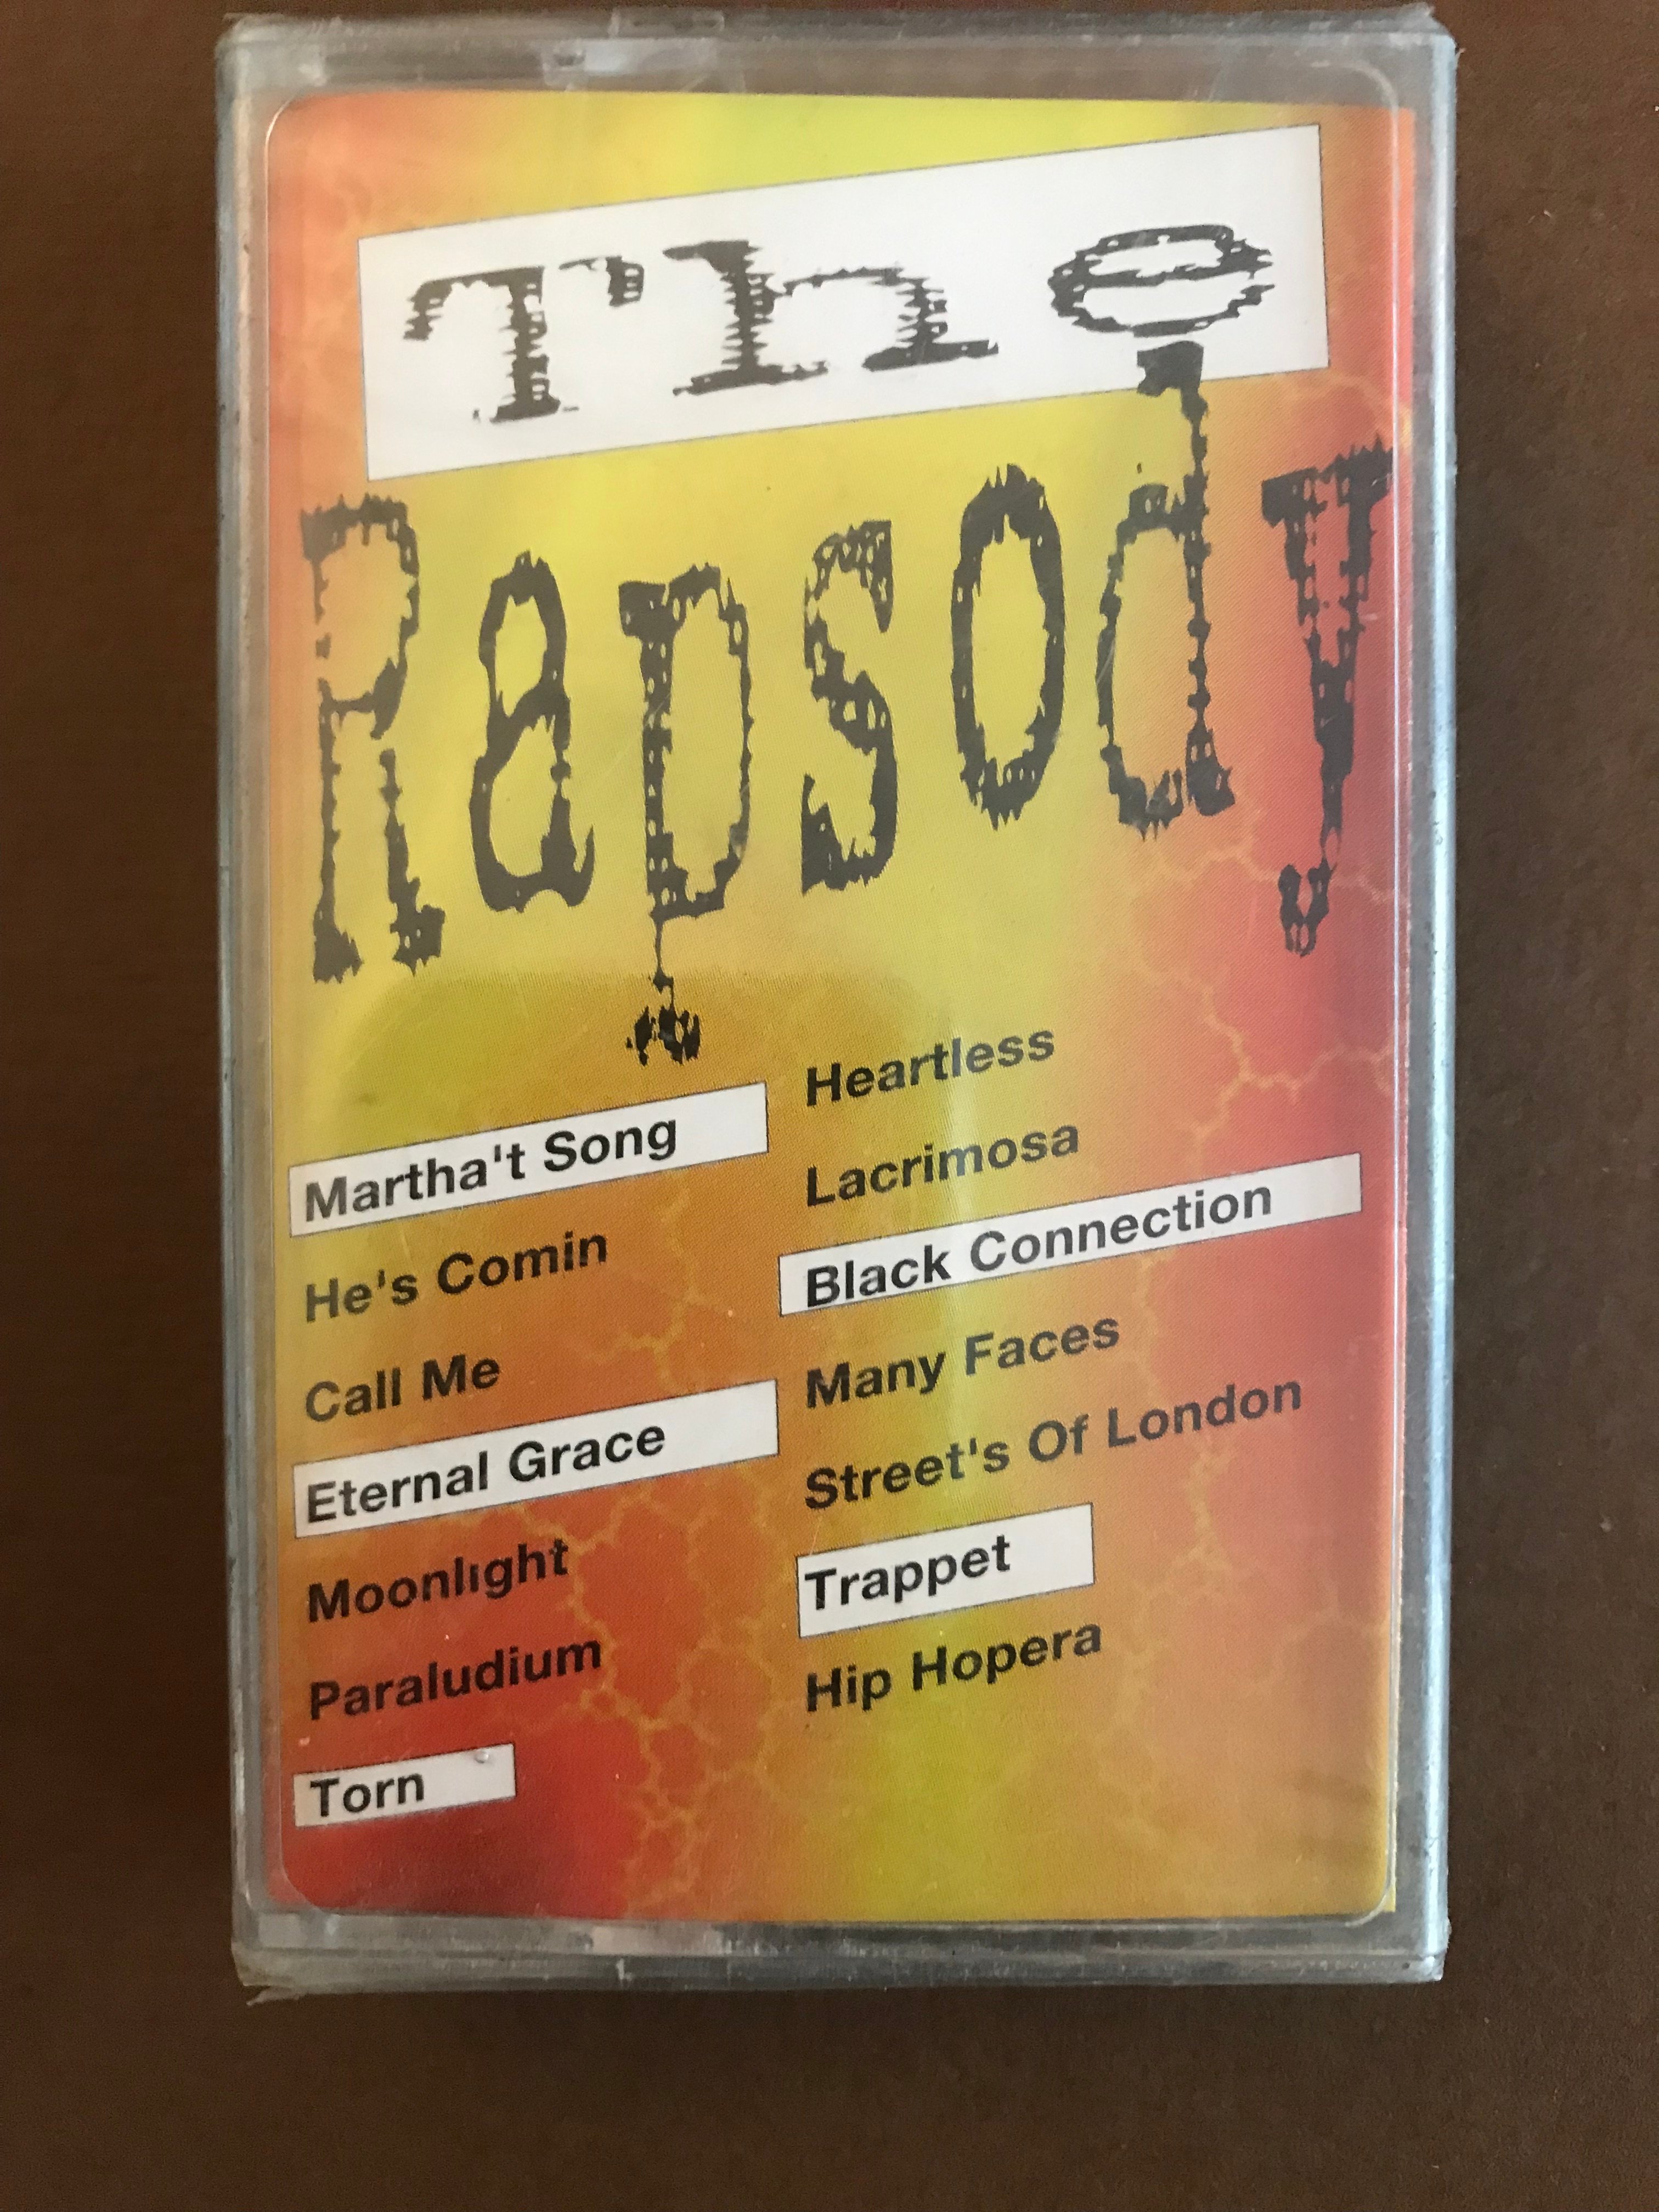 The
Rapsody
Martha't Song
He's Comin
Call Me
Eternal Grace
Moonlıght
Paraludium
Torn
Heartless
Lacrimosa
Black Connection
Many Faces
Street's Of London
Trappet
Hip Hopera